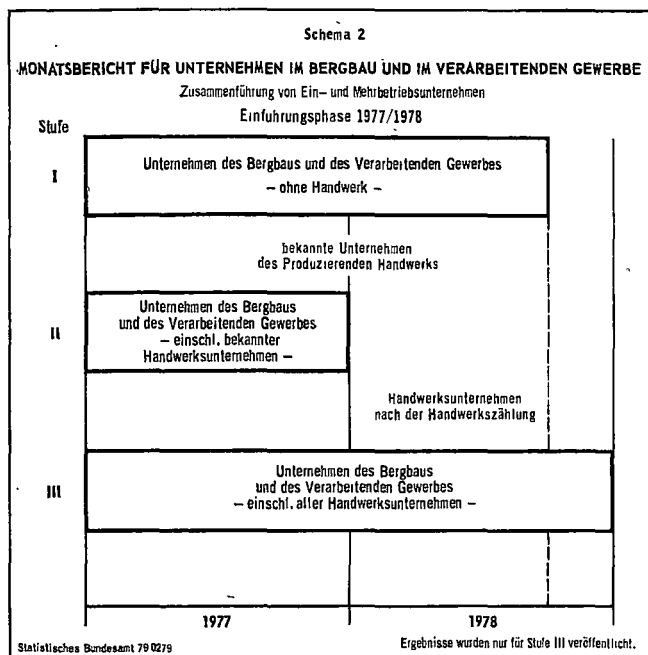 Schema 2
MONATSBERICHT FÜR UNTERNEHMEN IM BERGBAU UND IM VERARBEITENDEN GEWERBE
Zusammenführung von Ein- und Mehrbetriebsunternehmen
Einfuhrungsphase 1977/1978
Stufe
I
Unternehmen des Bergbaus und des Verarbeitenden Gewerbes
– ohne Handwerk –
bekannte Unternehmen
des Produzierenden Handwerks
II
Unternehmen des Bergbaus
und des Verarbeitenden Gewerbes
– einschl. bekannter
Handwerksunternehmen –
Handwerksunternehmen
nach der Handwerkszählung
III
Unternehmen des Bergbaus
und des Verarbeitenden Gewerbes
– einschl. aller Handwerksunternehmen –
1977
1978
Statistisches Bundesamt 79 0279
Ergebnisse wurden nur für Stufe III veröffentlicht.